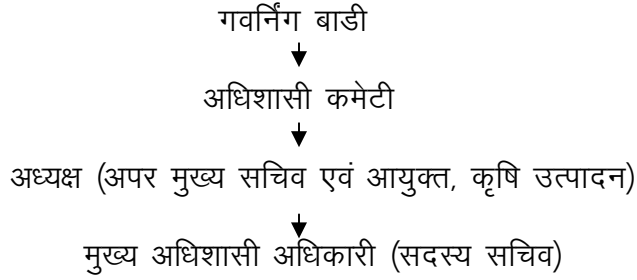 गवर्निंग बाडी
अधिशासी कमेटी
अध्यक्ष (अपर मुख्य सचिव एवं आयुक्त, कृषि उत्पादन)
मुख्य अधिशासी अधिकारी (सदस्य सचिव)